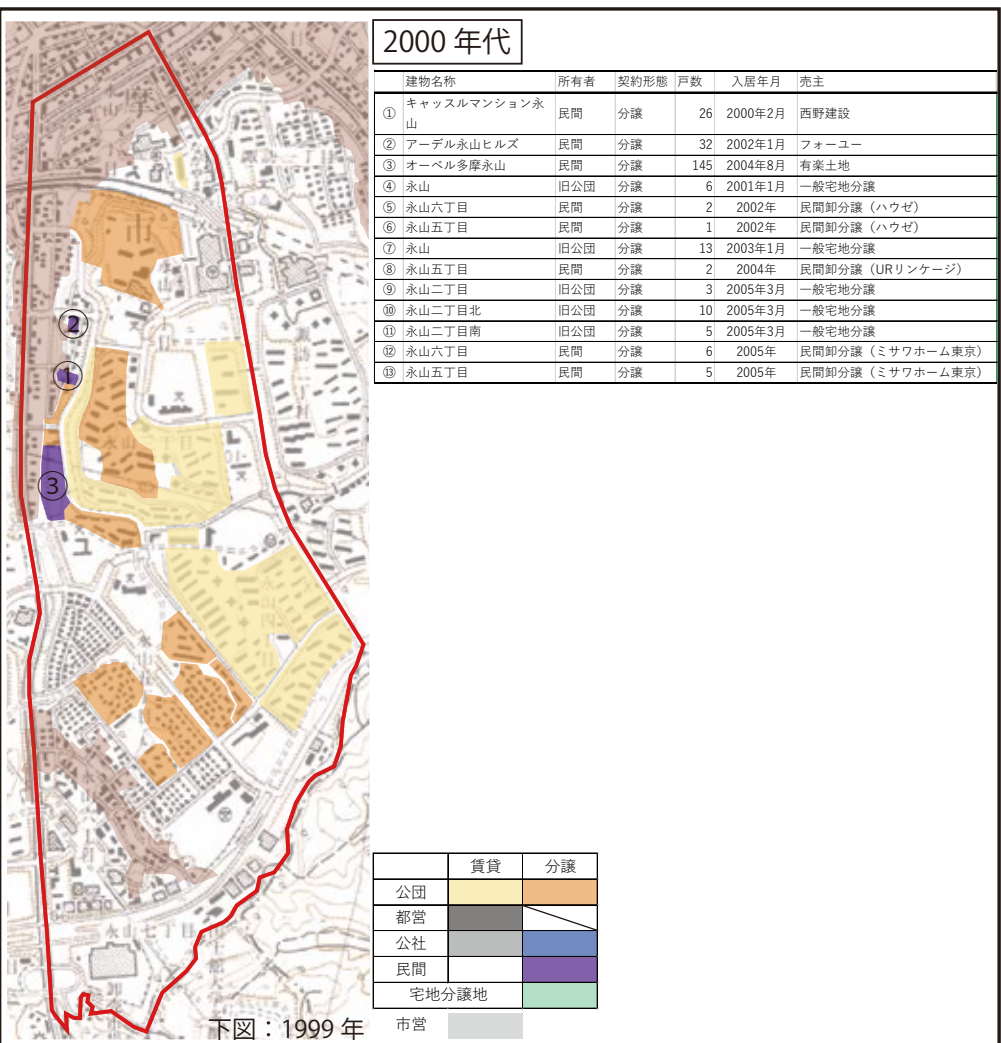 2000 年代
建物名称 所有者 契約形態 戸数 入居年月 売主
① キャッスルマンション永山 民間 分譲 26 2000年2月 西野建設
② アーデル永山ヒルズ 民間 分譲 32 2002年1月 フォーユー
③ オーベル多摩永山 民間 分譲 145 2004年8月 有楽土地
④ 永山 旧公団 分譲 6 2001年1月 一般宅地分譲
⑤ 永山六丁目 民間 分譲 2 2002年 民間卸分譲（ハウゼ）
⑥ 永山五丁目 民間 分譲 1 2002年 民間卸分譲（ハウゼ）
⑦ 永山 旧公団 分譲 13 2003年1月 一般宅地分譲
⑧ 永山五丁目 民間 分譲 2 2004年 民間卸分譲（URリンケージ）
⑨ 永山二丁目 旧公団 分譲 3 2005年3月 一般宅地分譲
⑩ 永山二丁目北 旧公団 分譲 10 2005年3月 一般宅地分譲
⑪ 永山二丁目南 旧公団 分譲 5 2005年3月 一般宅地分譲
⑫ 永山六丁目 民間 分譲 6 2005年 民間卸分譲（ミサワホーム東京）
⑬ 永山五丁目 民間 分譲 5 2005年 民間卸分譲（ミサワホーム東京）
市
②
①
③
永山七丁目
下図：1999 年
賃貸 分譲
公団
都営
公社
民間
宅地分譲地
市営